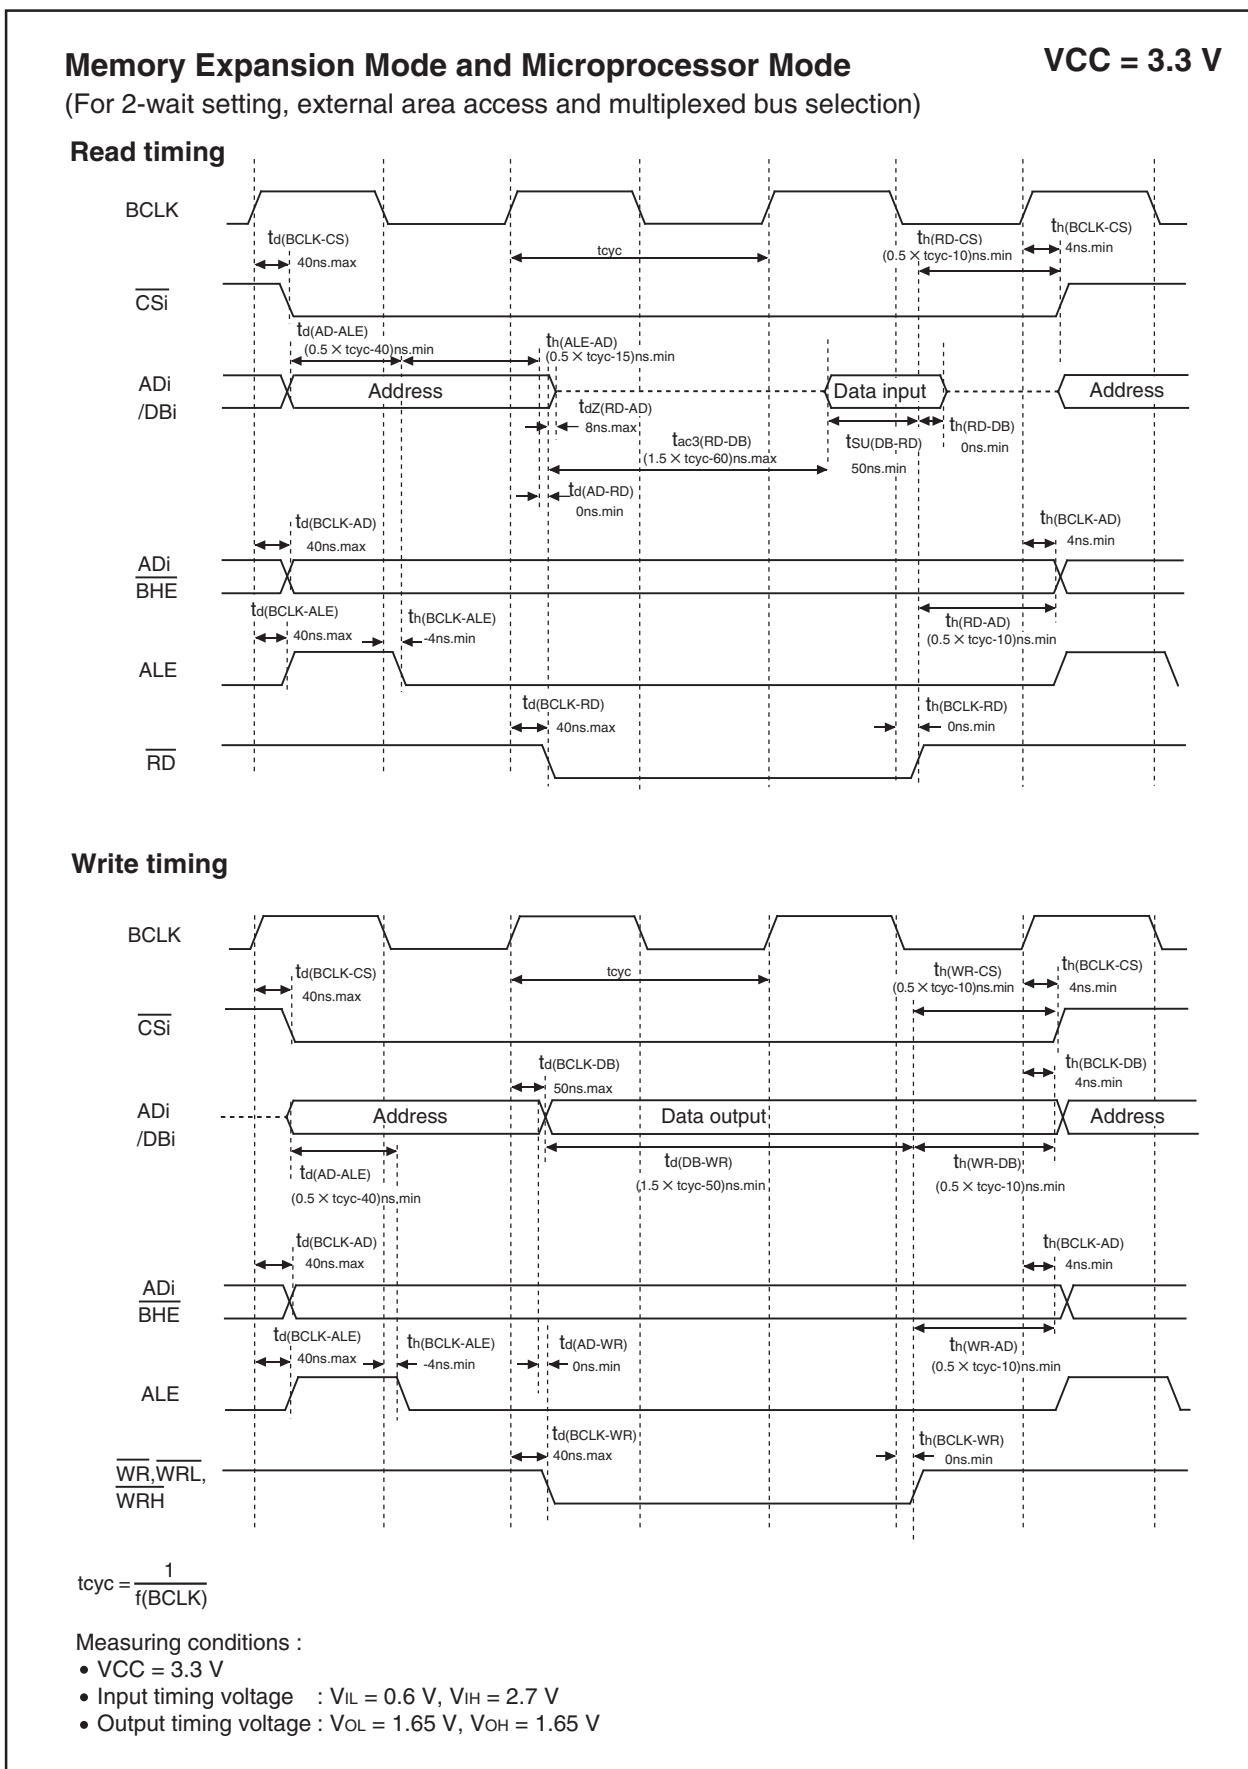 Memory Expansion Mode and Microprocessor Mode
VCC = 3.3 V
(For 2-wait setting, external area access and multiplexed bus selection)
Read timing
BCLK
td(BCLK-CS)
40ns.max
tcyc
th(RD-CS)
(0.5 × tcyc-10)ns.min
th(BCLK-CS)
4ns.min
CSi
td(AD-ALE)
(0.5 × tcyc-40)ns.min
th(ALE-AD)
(0.5 × tcyc-15)ns.min
ADi
/DBi
Address
Data input
Address
tdZ(RD-AD)
8ns.max
tac3(RD-DB)
(1.5 × tcyc-60)ns.max
tSU(DB-RD)
50ns.min
th(RD-DB)
0ns.min
td(AD-RD)
0ns.min
td(BCLK-AD)
40ns.max
th(BCLK-AD)
4ns.min
ADi
BHE
td(BCLK-ALE)
40ns.max
th(BCLK-ALE)
-4ns.min
th(RD-AD)
(0.5 × tcyc-10)ns.min
ALE
td(BCLK-RD)
40ns.max
th(BCLK-RD)
0ns.min
RD
Write timing
BCLK
td(BCLK-CS)
40ns.max
tcyc
th(WR-CS)
(0.5 × tcyc-10)ns.min
th(BCLK-CS)
4ns.min
CSi
td(BCLK-DB)
50ns.max
th(BCLK-DB)
4ns.min
ADi
/DBi
Address
Data output
Address
td(AD-ALE)
(0.5 × tcyc-40)ns.min
td(DB-WR)
(1.5 × tcyc-50)ns.min
th(WR-DB)
(0.5 × tcyc-10)ns.min
td(BCLK-AD)
40ns.max
th(BCLK-AD)
4ns.min
ADi
BHE
td(BCLK-ALE)
40ns.max
th(BCLK-ALE)
-4ns.min
td(AD-WR)
0ns.min
th(WR-AD)
(0.5 × tcyc-10)ns.min
ALE
td(BCLK-WR)
40ns.max
th(BCLK-WR)
0ns.min
WR,WRL,
WRH
tcyc = 1
f(BCLK)
Measuring conditions :
• VCC = 3.3 V
• Input timing voltage : VIL = 0.6 V, VIH = 2.7 V
• Output timing voltage : VOL = 1.65 V, VOH = 1.65 V